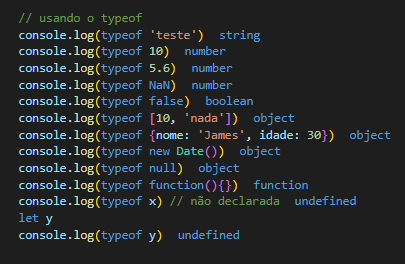 // usando o typeof
console.log(typeof 'teste')  string
console.log(typeof 10)  number
console.log(typeof 5.6)  number
console.log(typeof NaN)  number
console.log(typeof false)  boolean
console.log(typeof [10, 'nada'])  object
console.log(typeof {nome: 'James', idade: 30})  object
console.log(typeof new Date())  object
console.log(typeof null)  object
console.log(typeof function(){})  function
console.log(typeof x) // não declarada  undefined
let y
console.log(typeof y)  undefined